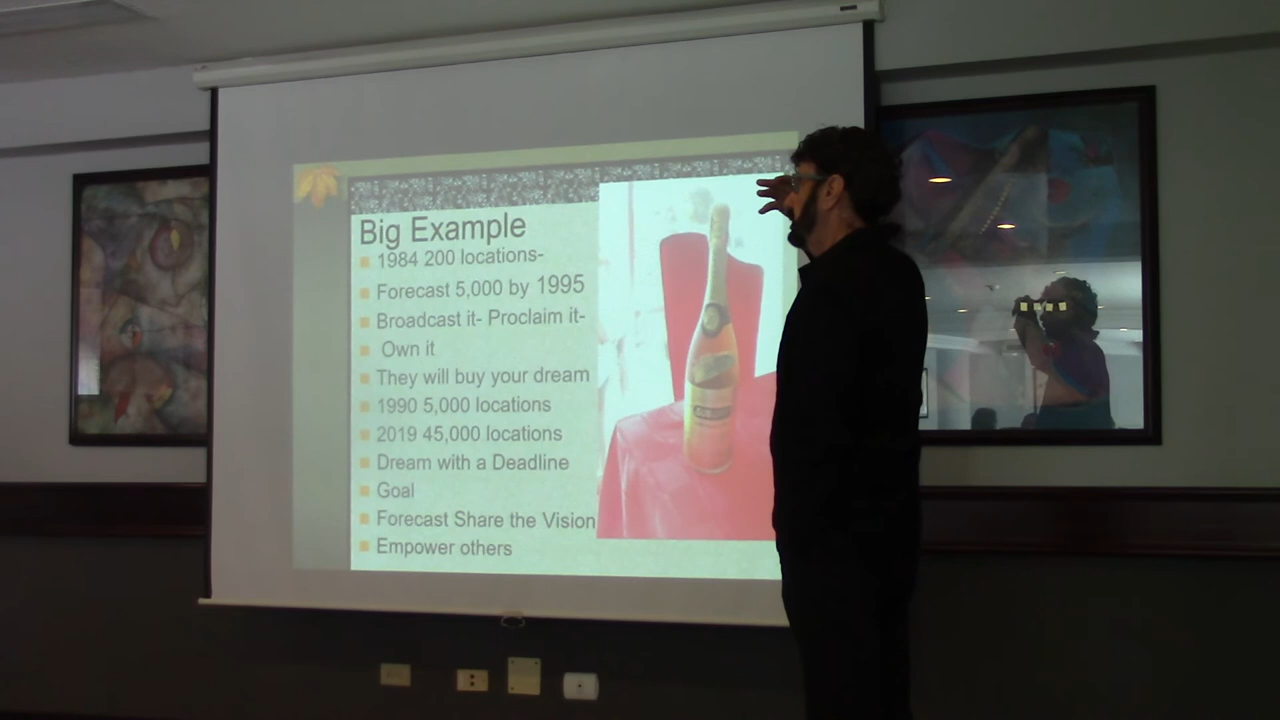 Big Example
1984 200 locations-
Forecast 5,000 by 1995
Broadcast it- Proclaim it-
Own it
They will buy your dream
1990 5,000 locations
2019 45,000 locations
Dream with a Deadline
Goal
Forecast Share the Vision
Empower others